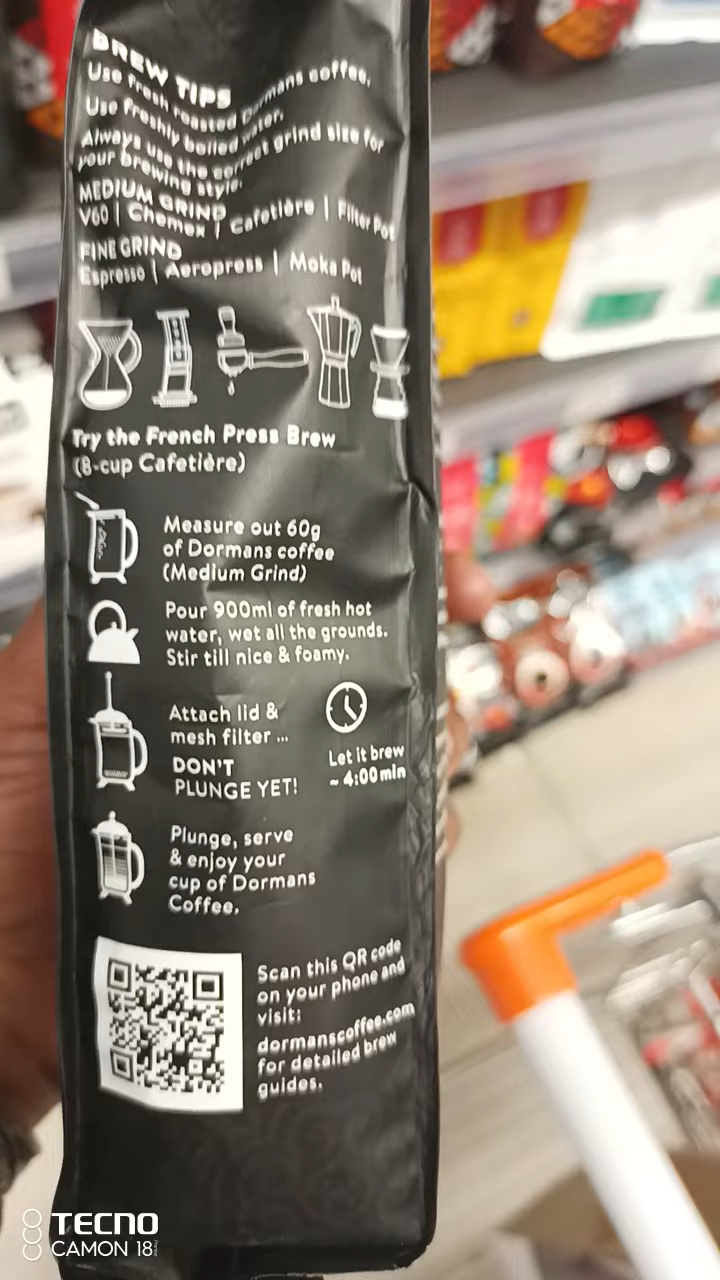 BREW TIPS
Use fresh roasted Dormans coffee.
Use freshly boiled water.
Always use the correct grind size for
your brewing style.
MEDIUM GRIND
V60 | Chemex | Cafetière | Filter Pot
FINE GRIND
Espresso | Aeropress | Moka Pot
Try the French Press Brew
(8-cup Cafetière)
Measure out 60g
of Dormans coffee
(Medium Grind)
Pour 900ml of fresh hot
water, wet all the grounds.
Stir till nice & foamy.
Attach lid &
mesh filter ...
DON'T
PLUNGE YET!
Let it brew
~ 4:00 min
Plunge, serve
& enjoy your
cup of Dormans
Coffee.
Scan this QR code
on your phone and
visit:
dormanscoffee.com
for detailed brew
guides.
TECNO
CAMON 18